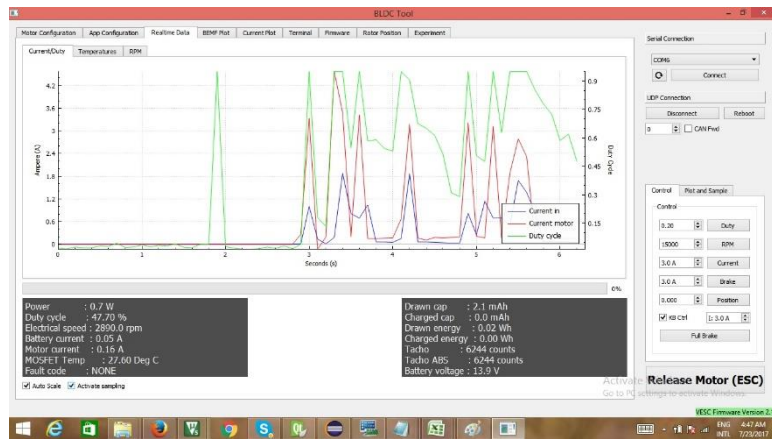 BLDC Tool
Motor Configuration App Configuration Realtime Data BEMF Plot Current Plot Terminal Firmware Rotor Position Experiment
Current/Duty Temperatures RPM
4.2
3.6
3
2.4
1.8
1.2
0.6
0
Ampere (A)
0 1 2 3 4 5 6
Seconds (s)
0.9
0.75
0.6
0.45
0.3
0.15
Duty Cycle
Current in
Current motor
Duty cycle
0%
Power : 0.7 W
Duty cycle : 47.70 %
Electrical speed : 2890.0 rpm
Battery current : 0.05 A
Motor current : 0.16 A
MOSFET Temp : 27.60 Deg C
Fault code : NONE
Drawn cap : 2.1 mAh
Charged cap : 0.0 mAh
Drawn energy : 0.02 Wh
Charged energy : 0.00 Wh
Tacho : 6244 counts
Tacho ABS : 6244 counts
Battery voltage : 13.9 V
Auto Scale Activate sampling
Serial Connection
COM6
Connect
UDP Connection
Disconnect Reboot
0 CAN Fwd
Control Plot and Sample
Control
0.20 Duty
15000 RPM
3.0 A Current
3.0 A Brake
0.000 Position
KB Ctrl I: 3.0 A
Full Brake
Release Motor (ESC)
Activate Windows
Go to PC settings to activate Windows.
VESC Firmware Version 2.
ENG 4:47 AM
INTL 7/23/2017